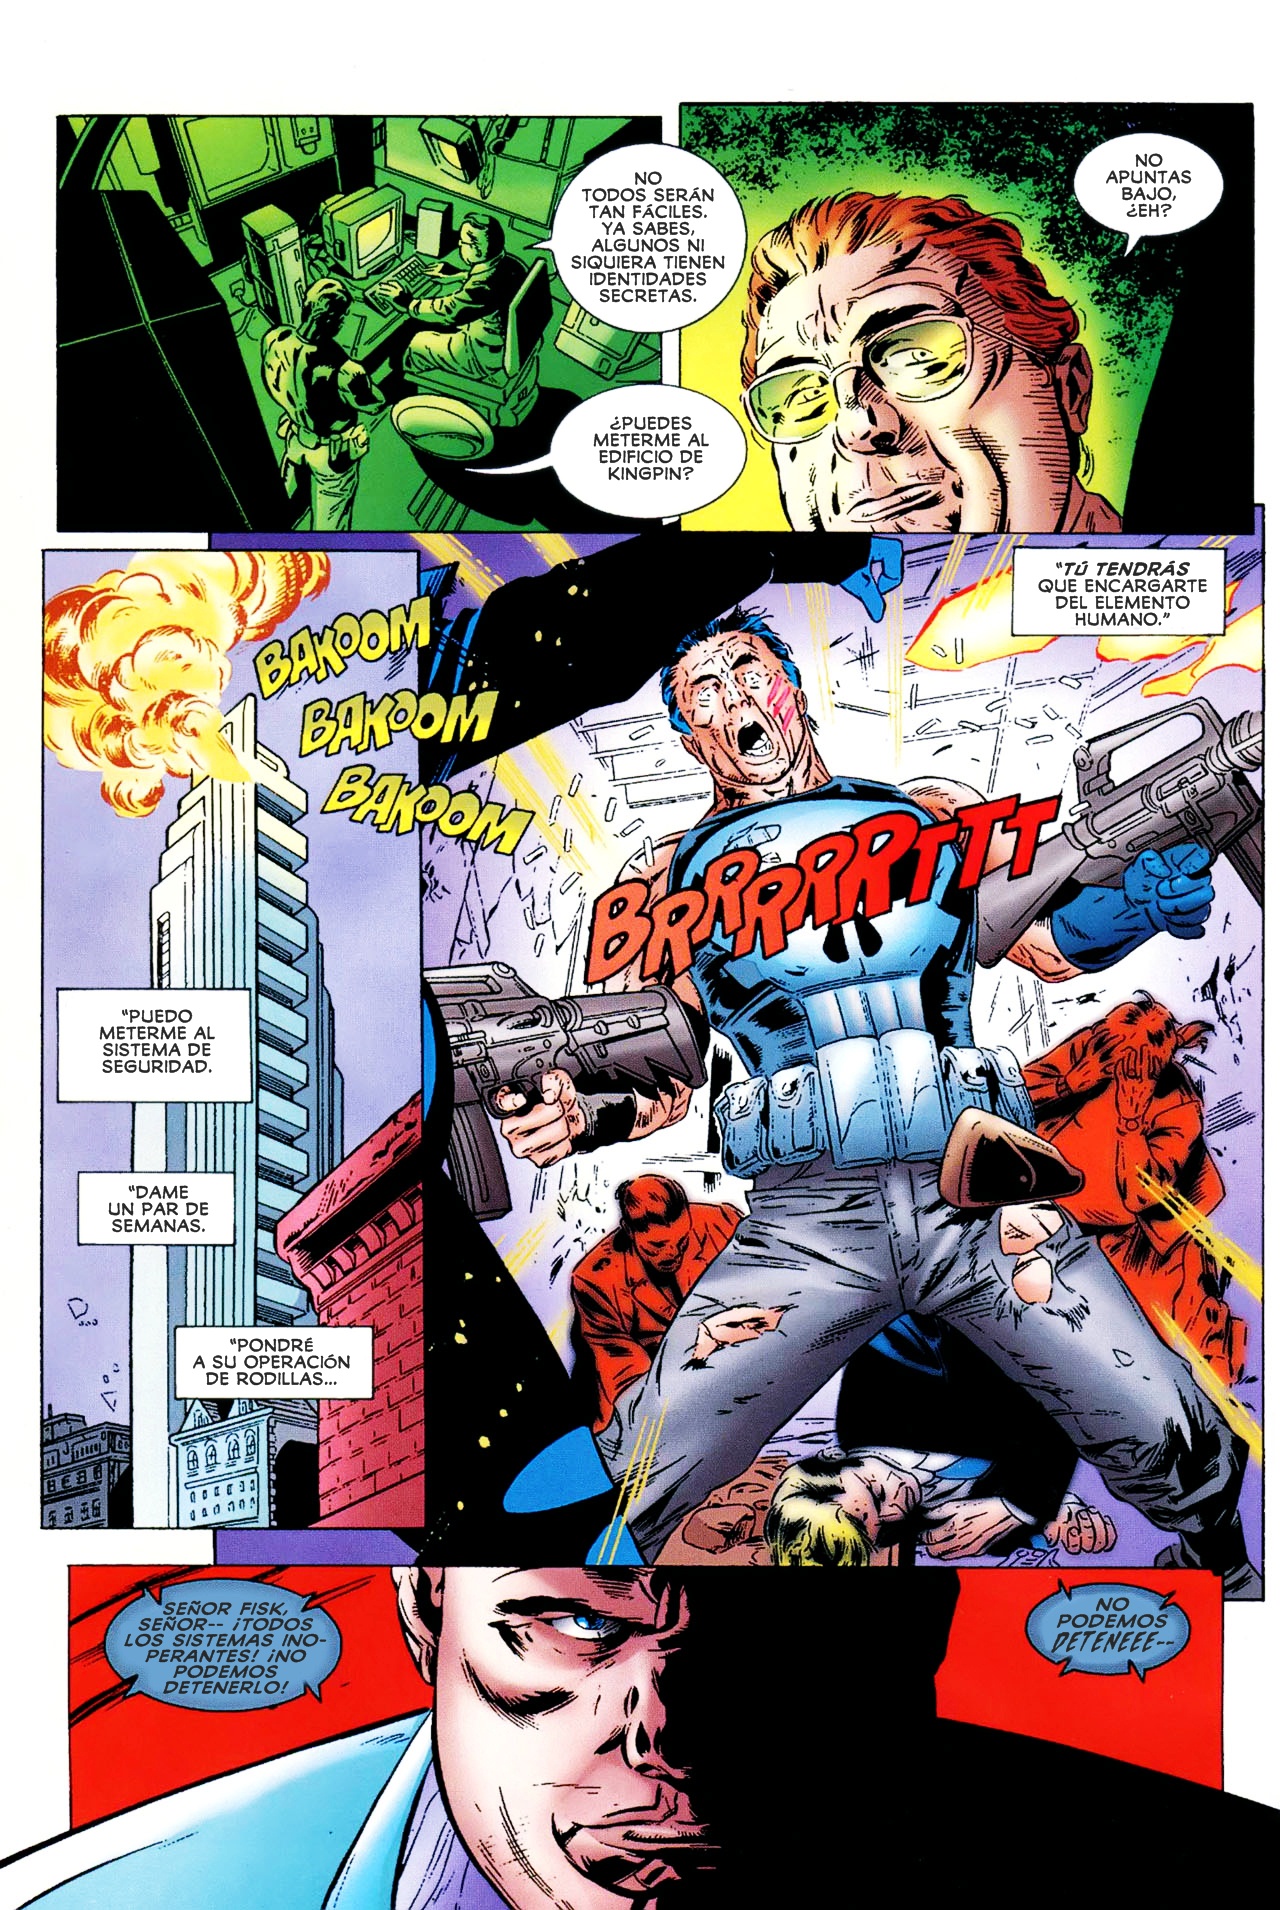 NO
TODOS SERÁN
TAN FÁCILES.
YA SABES,
ALGUNOS NI
SIQUIERA TIENEN
IDENTIDADES
SECRETAS.
¿PUEDES
METERME AL
EDIFICIO DE
KINGPIN?
NO
APUNTAS
BAJO,
¿EH?
BAKOOM
BAKOOM
BAKOOM
"PUEDO
METERME AL
SISTEMA DE
SEGURIDAD.
"DAME
UN PAR DE
SEMANAS.
"PONDRÉ
A SU OPERACIÓN
DE RODILLAS...
"TÚ TENDRÁS
QUE ENCARGARTE
DEL ELEMENTO
HUMANO."
BRRRRRRTTTT
SEÑOR FISK,
SEÑOR-- ¡TODOS
LOS SISTEMAS INO-
PERANTES! ¡NO
PODEMOS
DETENERLO!
NO
PODEMOS
DETENEEE--